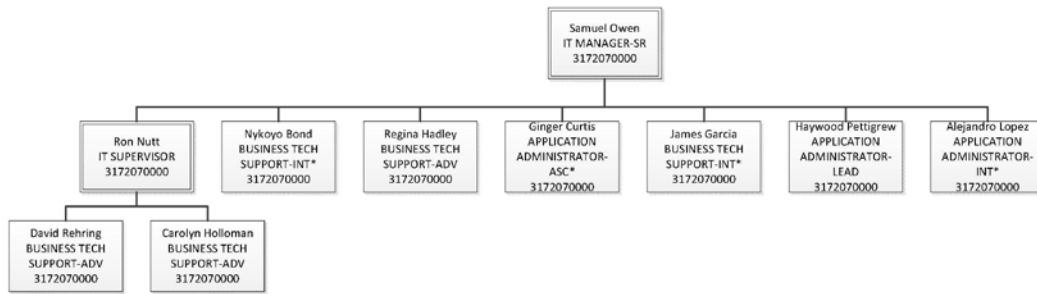 Samuel Owen
IT MANAGER-SR
3172070000
Ron Nutt
IT SUPERVISOR
3172070000
Nykoyo Bond
BUSINESS TECH
SUPPORT-INT*
3172070000
Regina Hadley
BUSINESS TECH
SUPPORT-ADV
3172070000
Ginger Curtis
APPLICATION
ADMINISTRATOR-
ASC*
3172070000
James Garcia
BUSINESS TECH
SUPPORT-INT*
3172070000
Haywood Pettigrew
APPLICATION
ADMINISTRATOR-
LEAD
3172070000
Alejandro Lopez
APPLICATION
ADMINISTRATOR-
INT*
3172070000
David Rehring
BUSINESS TECH
SUPPORT-ADV
3172070000
Carolyn Holloman
BUSINESS TECH
SUPPORT-ADV
3172070000